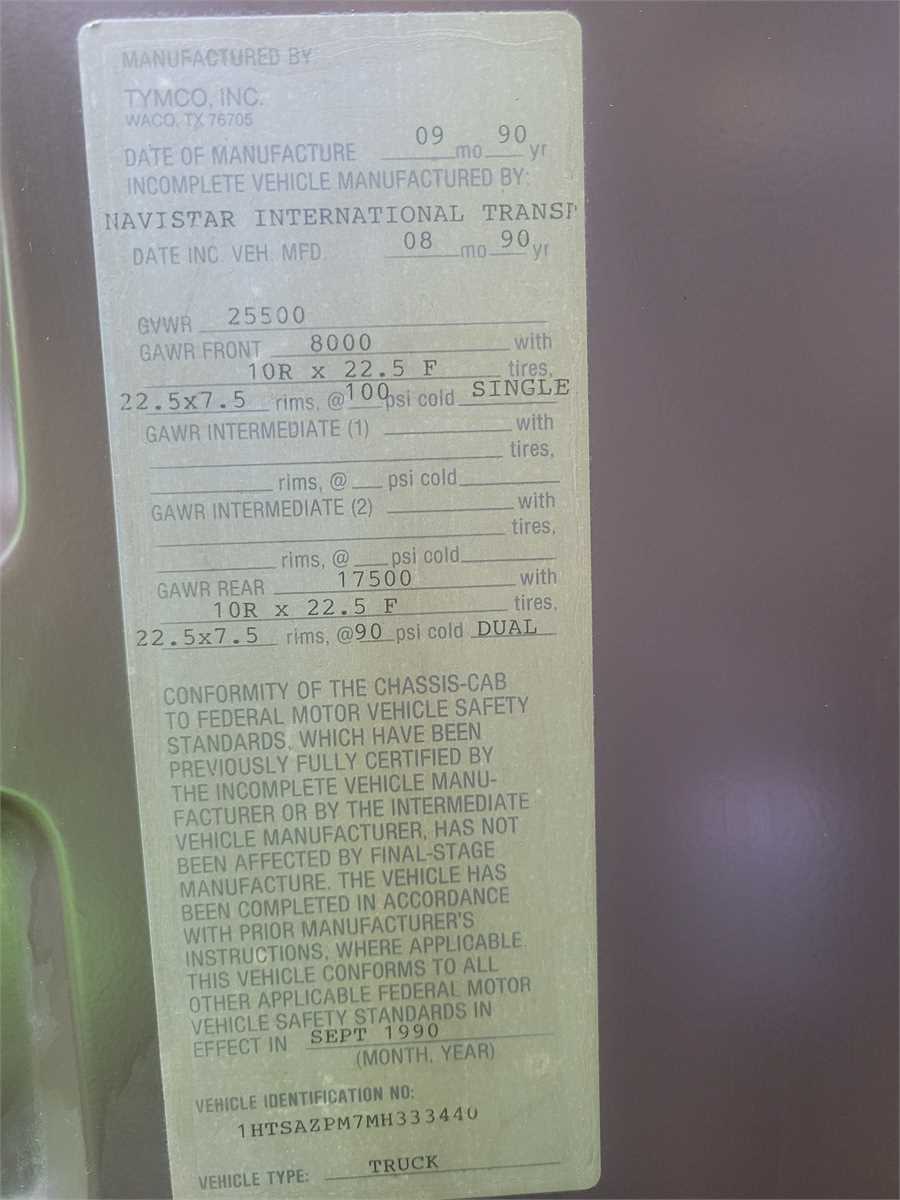 MANUFACTURED BY
TYMCO, INC.
WACO, TX 76705
DATE OF MANUFACTURE 09 mo 90 yr
INCOMPLETE VEHICLE MANUFACTURED BY:
NAVISTAR INTERNATIONAL TRANSP
DATE INC. VEH. MFD. 08 mo 90 yr
GVWR 25500
GAWR FRONT 8000 with
10R x 22.5 F tires,
22.5x7.5 rims, @ 100 psi cold SINGLE
GAWR INTERMEDIATE (1) with
tires,
rims, @ psi cold
GAWR INTERMEDIATE (2) with
tires,
rims, @ psi cold
GAWR REAR 17500 with
10R x 22.5 F tires,
22.5x7.5 rims, @90 psi cold DUAL
CONFORMITY OF THE CHASSIS-CAB
TO FEDERAL MOTOR VEHICLE SAFETY
STANDARDS, WHICH HAVE BEEN
PREVIOUSLY FULLY CERTIFIED BY
THE INCOMPLETE VEHICLE MANU-
FACTURER OR BY THE INTERMEDIATE
VEHICLE MANUFACTURER, HAS NOT
BEEN AFFECTED BY FINAL-STAGE
MANUFACTURE. THE VEHICLE HAS
BEEN COMPLETED IN ACCORDANCE
WITH PRIOR MANUFACTURER'S
INSTRUCTIONS, WHERE APPLICABLE
THIS VEHICLE CONFORMS TO ALL
OTHER APPLICABLE FEDERAL MOTOR
VEHICLE SAFETY STANDARDS IN
EFFECT IN SEPT 1990
(MONTH, YEAR)
VEHICLE IDENTIFICATION NO:
1HTSAZPM7MH333440
VEHICLE TYPE: TRUCK